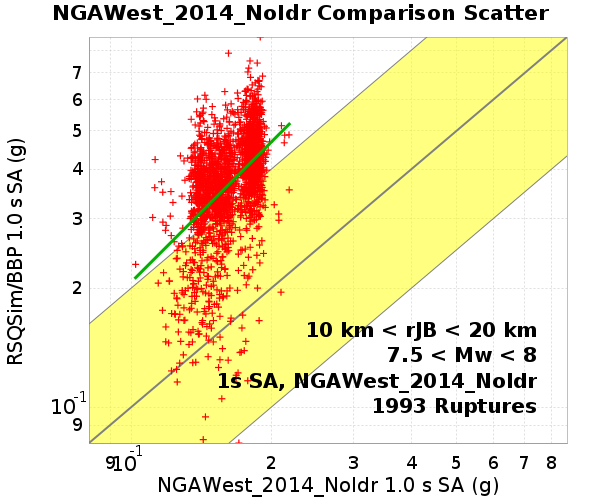 NGAWest_2014_NoIdr Comparison Scatter
RSQSim/BBP 1.0 s SA (g)
7
6
5
4
3
2
10-1
9
10 km < rJB < 20 km
7.5 < Mw < 8
1s SA, NGAWest_2014_NoIdr
1993 Ruptures
9 10-1 2 3 4 5 6 7 8
NGAWest_2014_NoIdr 1.0 s SA (g)